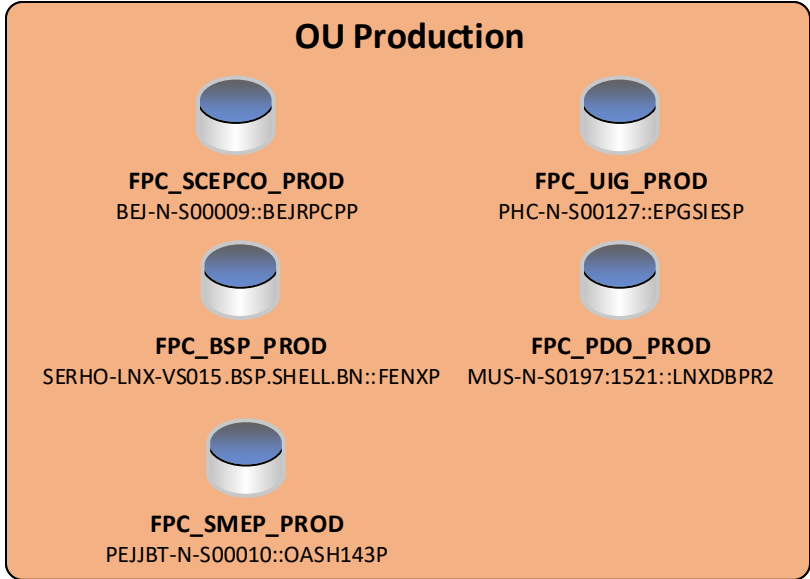 OU Production
FPC_SCEPCO_PROD
BEJ-N-S00009::BEJRPCPP
FPC_UIG_PROD
PHC-N-S00127::EPGSIESP
FPC_BSP_PROD
SERHO-LNX-VS015.BSP.SHELL.BN::FENXP
FPC_PDO_PROD
MUS-N-S0197:1521::LNXDBPR2
FPC_SMEP_PROD
PEJJBT-N-S00010::OASH143P